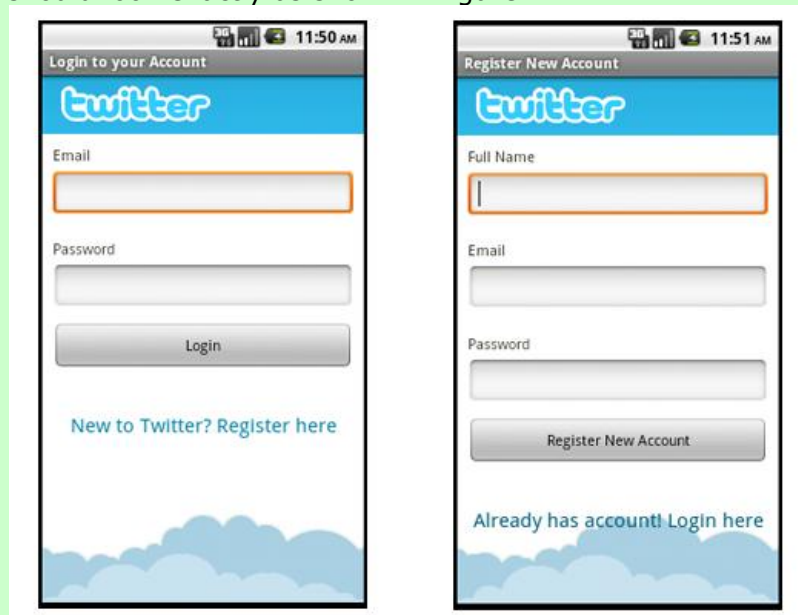 11:50 AM
Login to your Account
twitter
Email
Password
Login
New to Twitter? Register here
11:51 AM
Register New Account
twitter
Full Name
Email
Password
Register New Account
Already has account! Login here